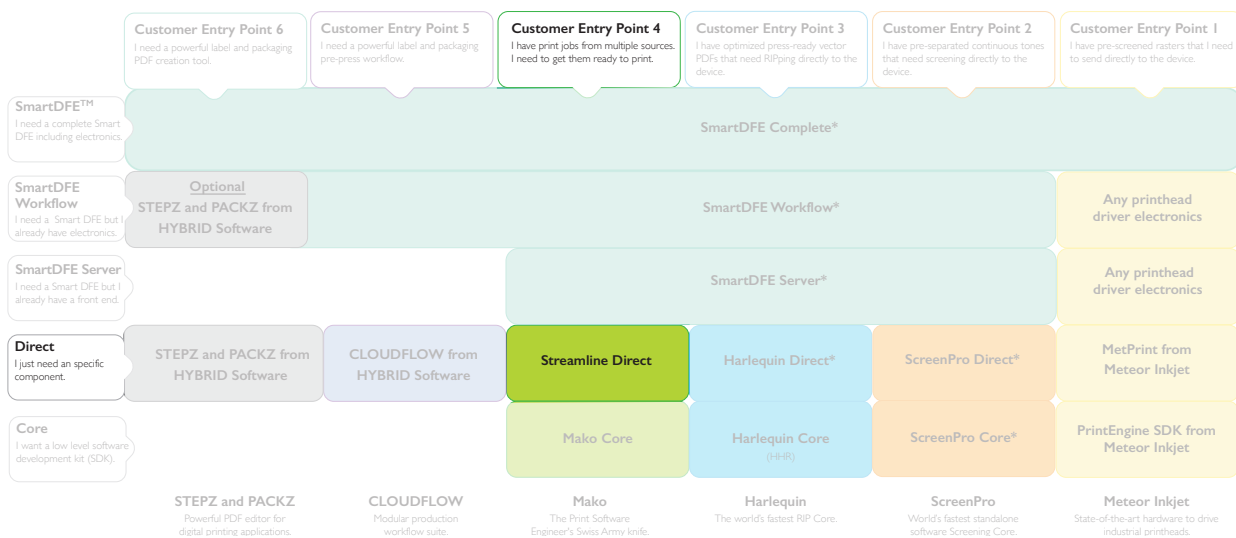 Customer Entry Point 6
I need a powerful label and packaging
PDF creation tool.
Customer Entry Point 5
I need a powerful label and packaging
pre-press workflow.
Customer Entry Point 4
I have print jobs from multiple sources.
I need to get them ready to print.
Customer Entry Point 3
I have optimized press-ready vector
PDFs that need RIPping directly to the
device.
Customer Entry Point 2
I have pre-separated continuous tones
that need screening directly to the
device.
Customer Entry Point 1
I have pre-screened rasters that I need
to send directly to the device.
SmartDFE™
I need a complete Smart
DFE including electronics.
SmartDFE Complete*
SmartDFE
Workflow
I need a Smart DFE but I
already have electronics.
Optional
STEPZ and PACKZ from
HYBRID Software
SmartDFE Workflow*
Any printhead
driver electronics
SmartDFE Server
I need a Smart DFE but I
already have a front end.
SmartDFE Server*
Any printhead
driver electronics
Direct
I just need an specific
component.
STEPZ and PACKZ from
HYBRID Software
CLOUDFLOW from
HYBRID Software
Streamline Direct
Harlequin Direct*
ScreenPro Direct*
MetPrint from
Meteor Inkjet
Core
I want a low level software
development kit (SDK).
Mako Core
Harlequin Core
(HHR)
ScreenPro Core*
PrintEngine SDK from
Meteor Inkjet
STEPZ and PACKZ
Powerful PDF editor for
digital printing applications.
CLOUDFLOW
Modular production
workflow suite.
Mako
The Print Software
Engineer's Swiss Army knife.
Harlequin
The world's fastest RIP Core.
ScreenPro
World's fastest standalone
software Screening Core.
Meteor Inkjet
State-of-the-art hardware to drive
industrial printheads.